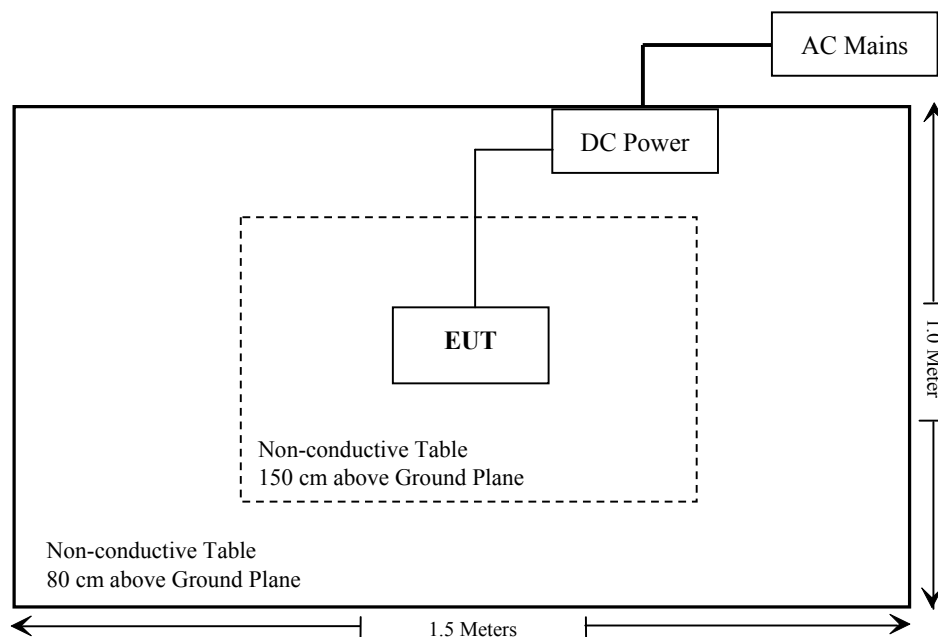 AC Mains
DC Power
EUT
Non-conductive Table
150 cm above Ground Plane
Non-conductive Table
80 cm above Ground Plane
1.0 Meter
1.5 Meters